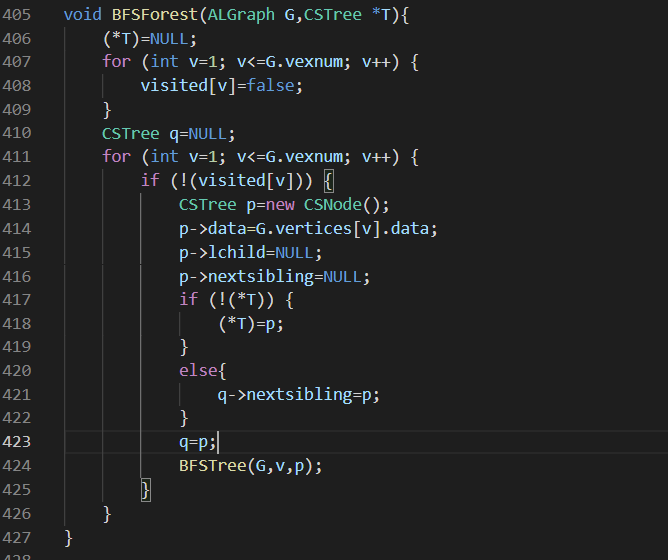 405 void BFSForest(ALGraph G,CSTree *T){
406     (*T)=NULL;
407     for (int v=1; v<=G.vexnum; v++) {
408         visited[v]=false;
409     }
410     CSTree q=NULL;
411     for (int v=1; v<=G.vexnum; v++) {
412         if (!(visited[v])) {
413             CSTree p=new CSNode();
414             p->data=G.vertices[v].data;
415             p->lchild=NULL;
416             p->nextsibling=NULL;
417             if (!(*T)) {
418                 (*T)=p;
419             }
420             else{
421                 q->nextsibling=p;
422             }
423             q=p;
424             BFSTree(G,v,p);
425         }
426     }
427 }